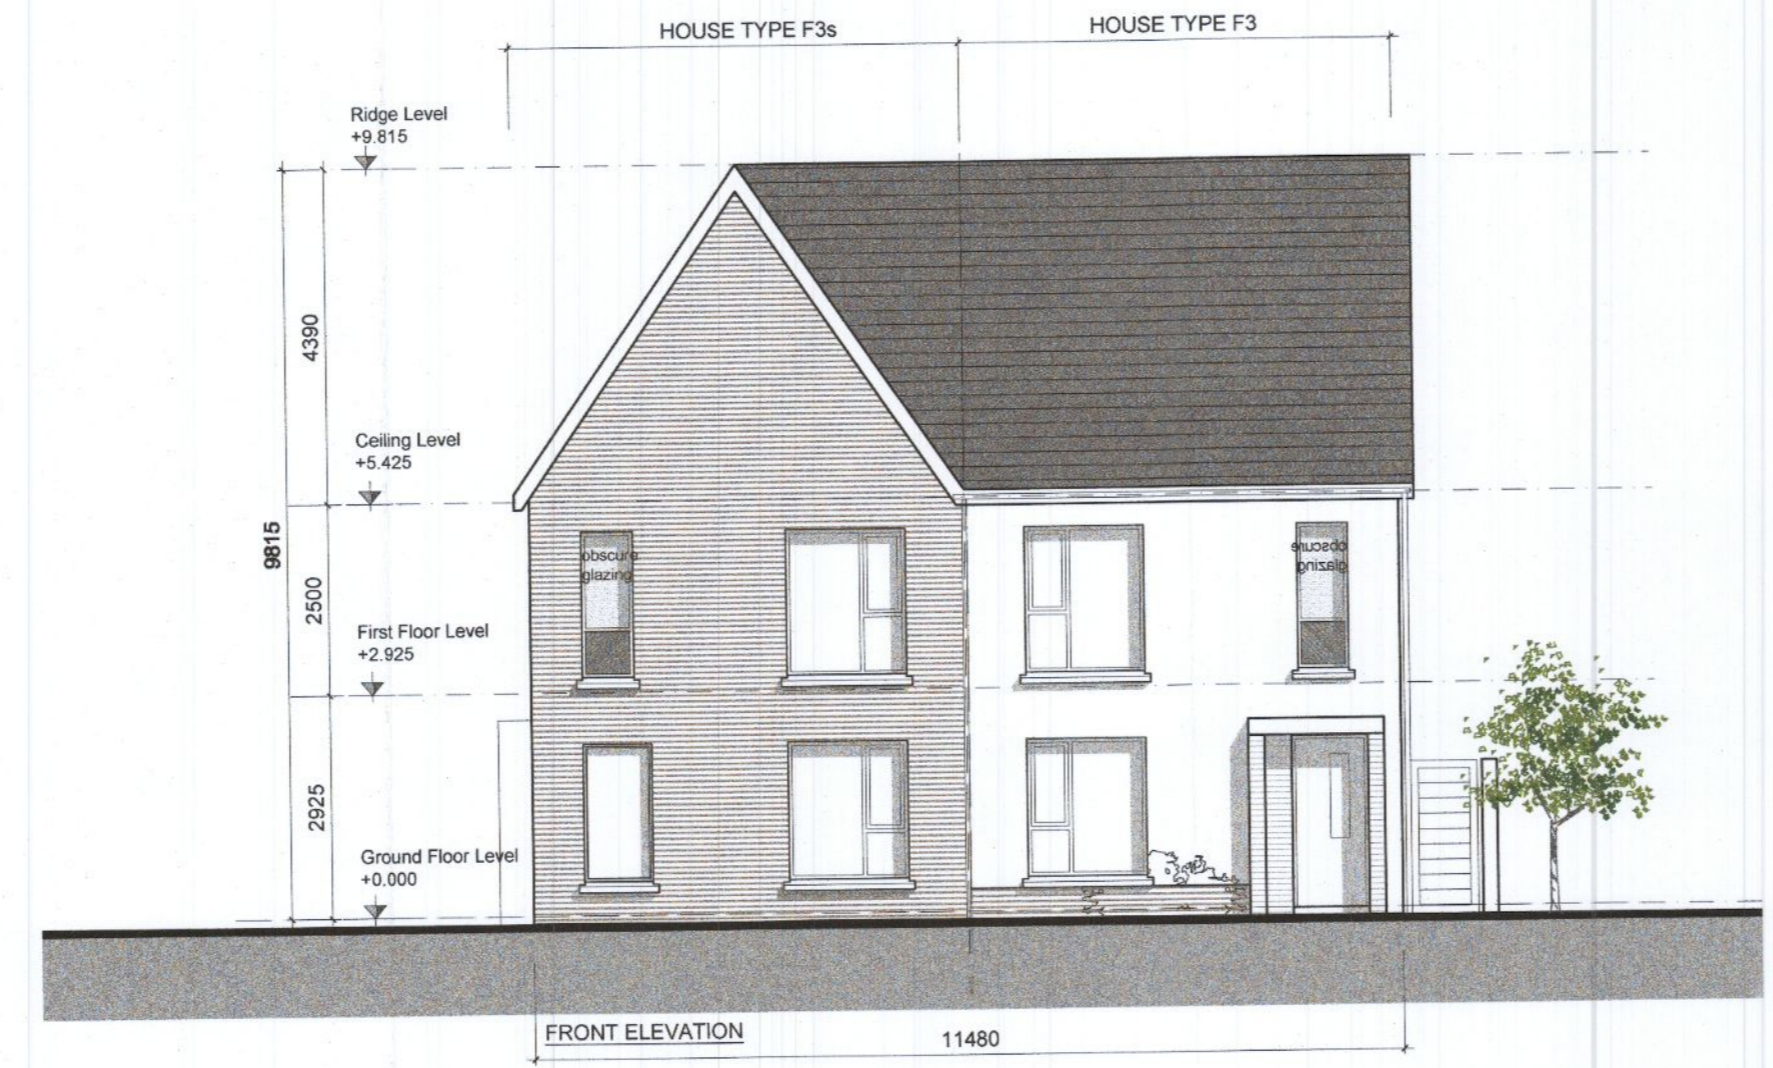 HOUSE TYPE F3s
HOUSE TYPE F3
Ridge Level
+9.815
4390
Ceiling Level
+5.425
9815
2500
obscure
glazing
obscure
glazing
First Floor Level
+2.925
2925
Ground Floor Level
+0.000
FRONT ELEVATION
11480